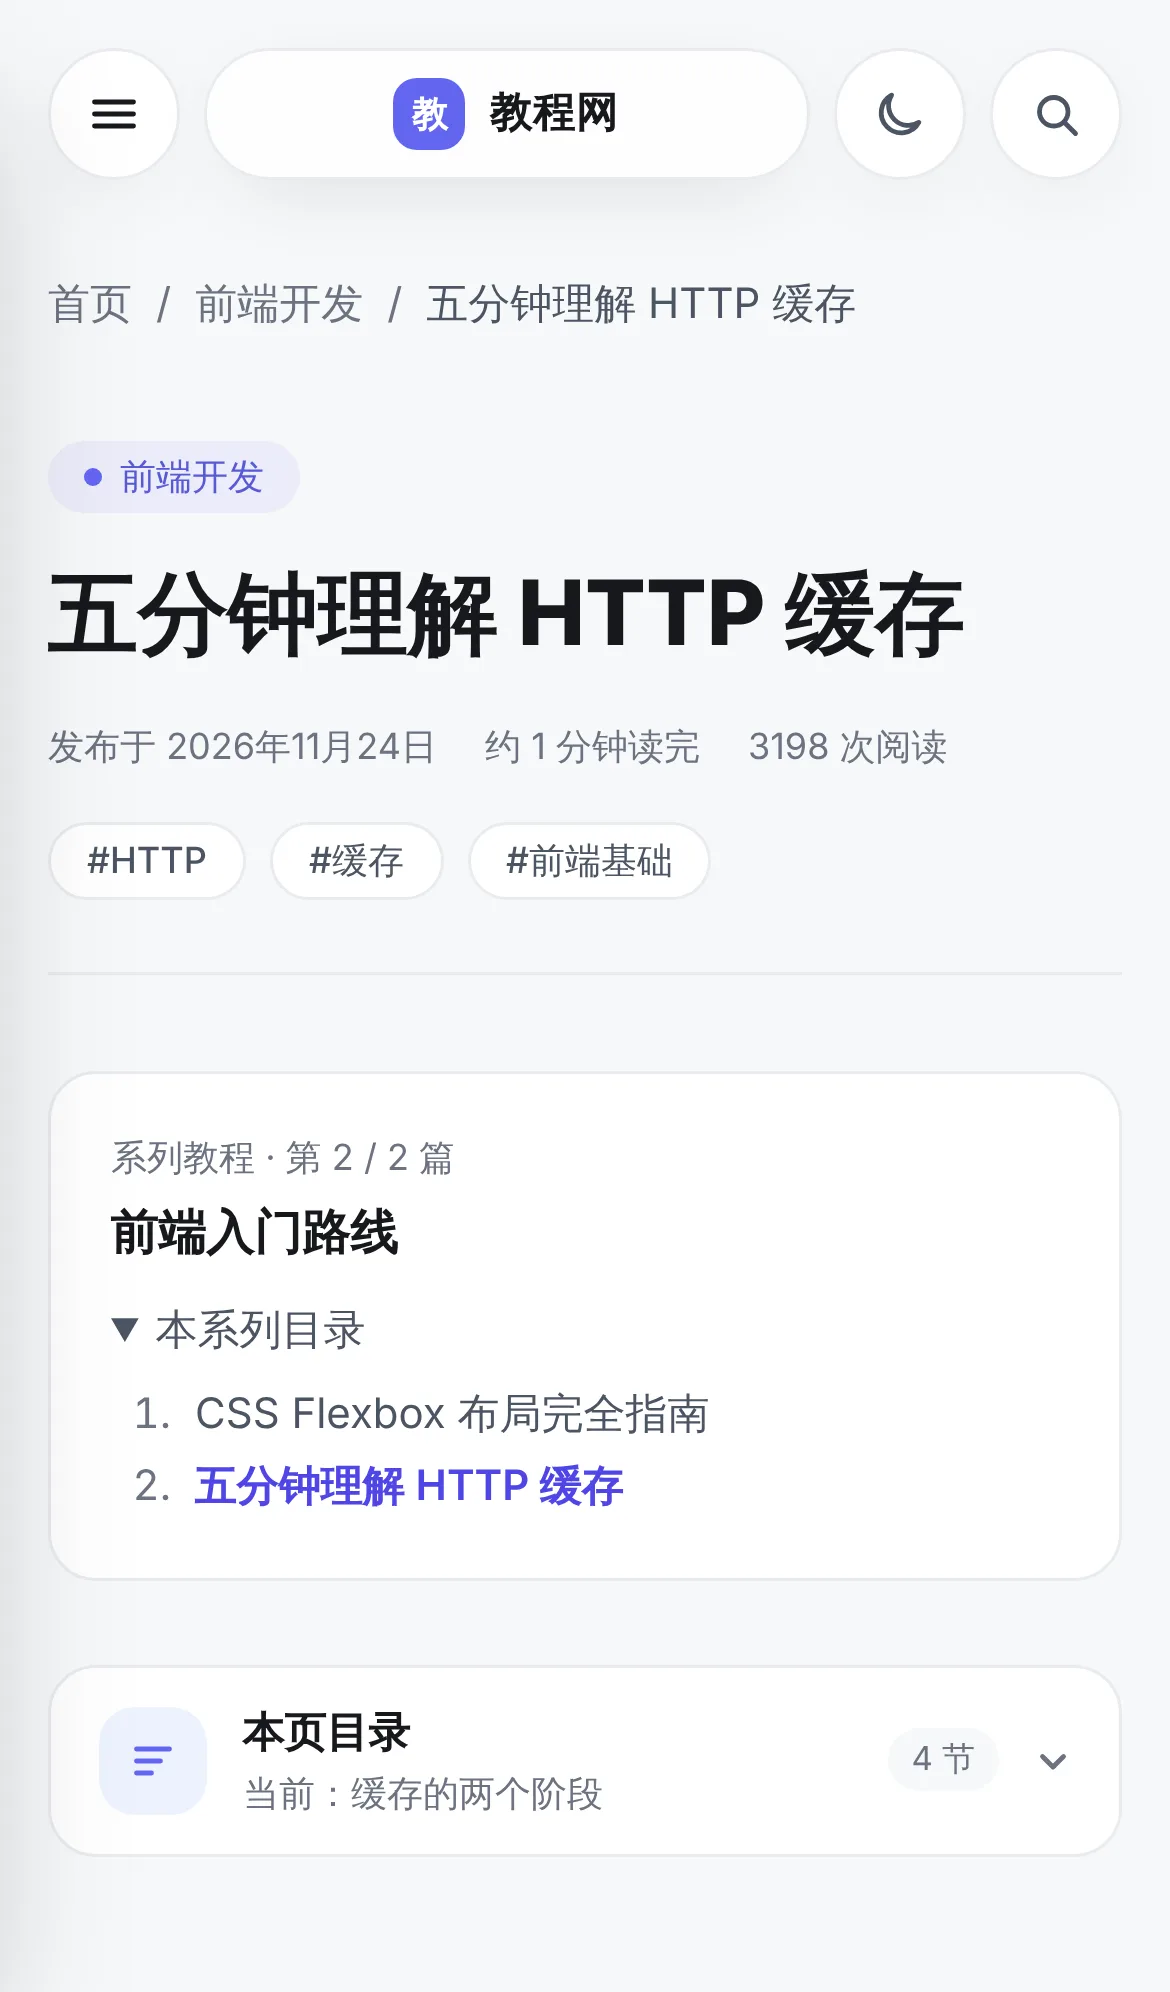 教 教程网
首页 / 前端开发 / 五分钟理解 HTTP 缓存
前端开发
五分钟理解 HTTP 缓存
发布于 2026年11月24日 约 1 分钟读完 3198 次阅读
#HTTP #缓存 #前端基础
系列教程 · 第 2 / 2 篇
前端入门路线
▼ 本系列目录
1. CSS Flexbox 布局完全指南
2. 五分钟理解 HTTP 缓存
本页目录
当前：缓存的两个阶段
4 节